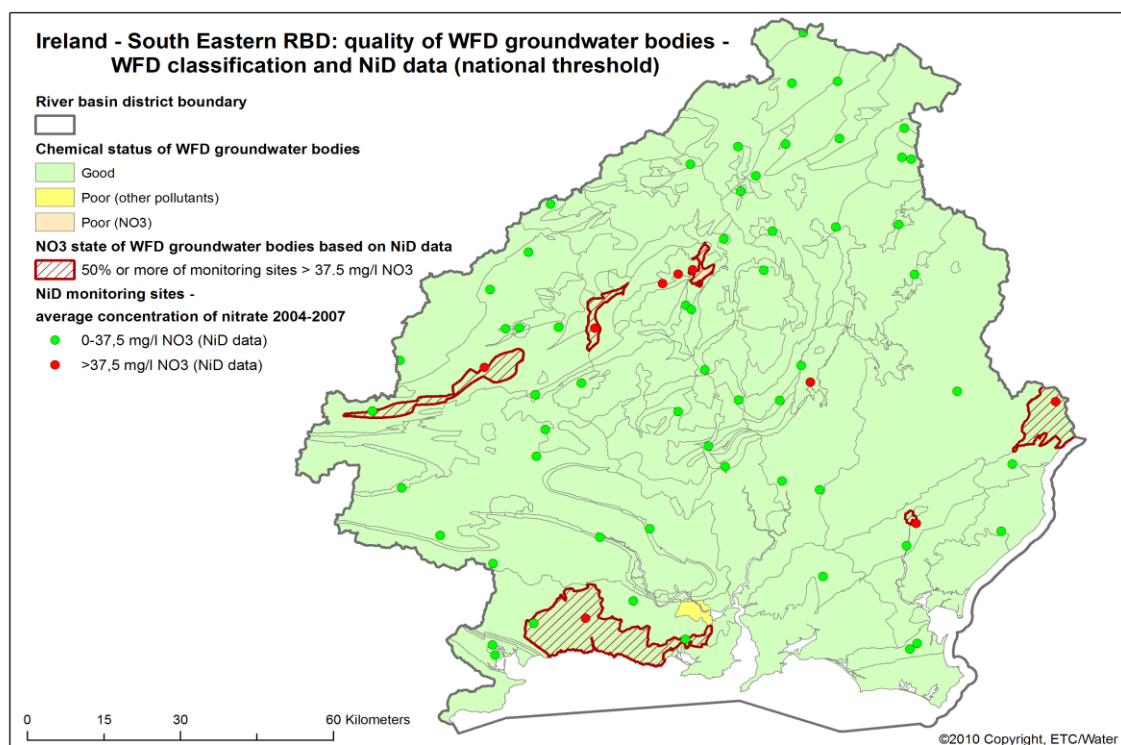 Ireland - South Eastern RBD: quality of WFD groundwater bodies -
WFD classification and NiD data (national threshold)
River basin district boundary
Chemical status of WFD groundwater bodies
Good
Poor (other pollutants)
Poor (NO3)
NO3 state of WFD groundwater bodies based on NiD data
50% or more of monitoring sites > 37.5 mg/l NO3
NiD monitoring sites -
average concentration of nitrate 2004-2007
0-37,5 mg/l NO3 (NiD data)
>37,5 mg/l NO3 (NiD data)
0 15 30 60 Kilometers
©2010 Copyright, ETC/Water